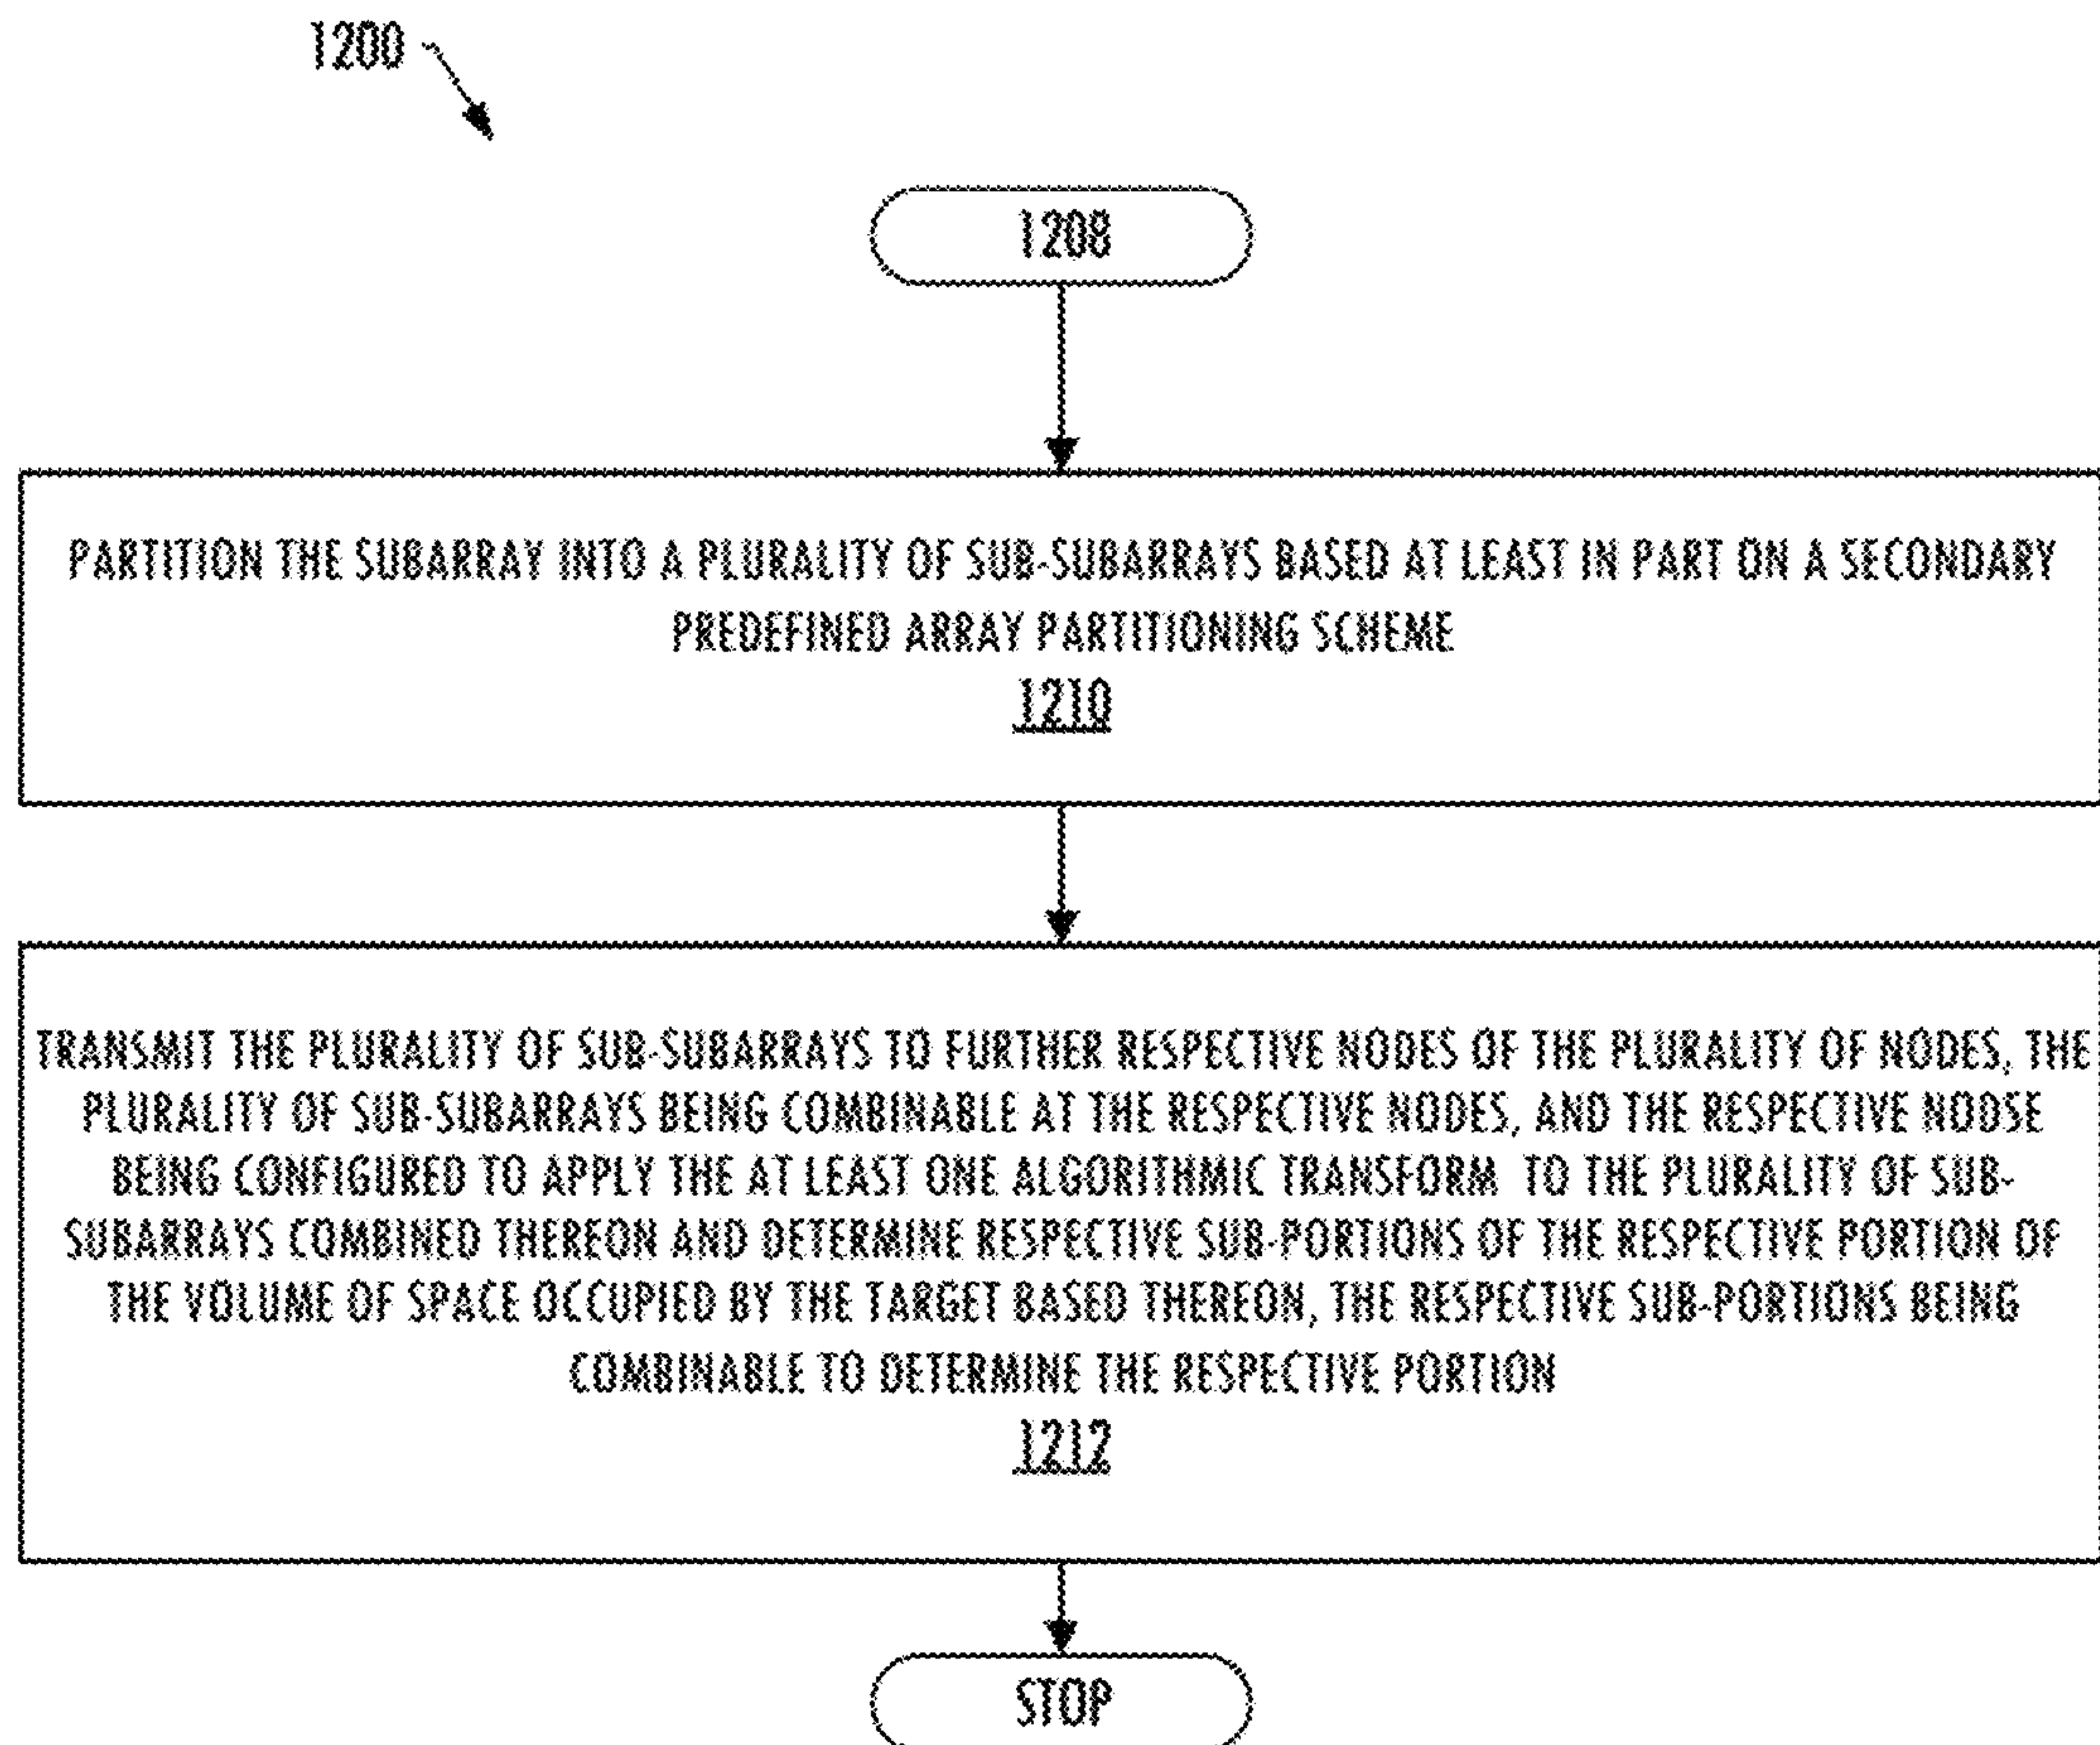 1200
1208
PARTITION THE SUBARRAY INTO A PLURALITY OF SUB-SUBARRAYS BASED AT LEAST IN PART ON A SECONDARY
PREDEFINED ARRAY PARTITIONING SCHEME
1210
TRANSMIT THE PLURALITY OF SUB-SUBARRAYS TO FURTHER RESPECTIVE NODES OF THE PLURALITY OF NODES, THE
PLURALITY OF SUB-SUBARRAYS BEING COMBINABLE AT THE RESPECTIVE NODES, AND THE RESPECTIVE NODSE
BEING CONFIGURED TO APPLY THE AT LEAST ONE ALGORITHMIC TRANSFORM TO THE PLURALITY OF SUB-
SUBARRAYS COMBINED THEREON AND DETERMINE RESPECTIVE SUB-PORTIONS OF THE RESPECTIVE PORTION OF
THE VOLUME OF SPACE OCCUPIED BY THE TARGET BASED THEREON, THE RESPECTIVE SUB-PORTIONS BEING
COMBINABLE TO DETERMINE THE RESPECTIVE PORTION
1212
STOP